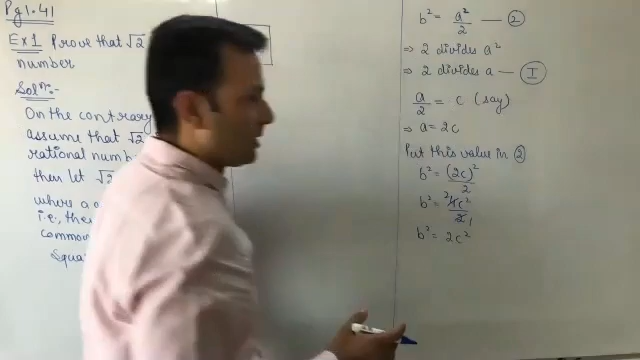 Pg 1.41
Ex 1 Prove that √2
number
Solⁿ:-
On the contrary
assume that √2
rational numb
then let √2
where a
i.e., the
common
Squa
b² = a²/2 — ②
⇒ 2 divides a²
⇒ 2 divides a — Ⓘ
a/2 = c (say)
⇒ a = 2c
Put this value in ②
b² = (2c)²/2
b² = 4c²/2
b² = 2c²